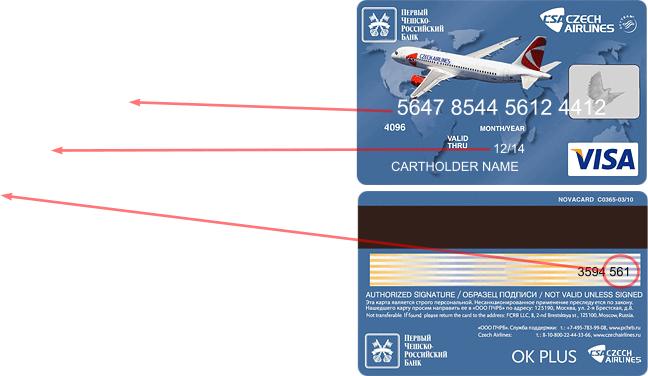 Первый
Чешско-
Российский
Банк
CSA CZECH
AIRLINES
CZECH AIRLINES
5647 8544 5612 4412
4096
MONTH/YEAR
VALID
THRU
12/14
CARTHOLDER NAME
VISA
NOVACARD C0365-03/10
3594 561
AUTHORIZED SIGNATURE / ОБРАЗЕЦ ПОДПИСИ / NOT VALID UNLESS SIGNED
Эта карта является строго персональной. Несанкционированное применение преследуется по закону.
Нашедшего карту просим направить ее в «ПЧРБ» по адресу: 125190, Москва, ул. 2-я Брестская, д.8.
Not transferable. If found, please return the card to the address: FCRB LLC, 8, 2-nd Brestskaya st., 125100, Moscow, Russia.
«ООО ПЧРБ». Служба поддержки: t.: +7-495-783-99-08, www.pchrb.ru
Czech Airlines: t.: 8-10-800-22-44-33-66, www.czechairlines.ru
Первый
Чешско-
Российский
Банк
OK PLUS
CSA CZECH
AIRLINES